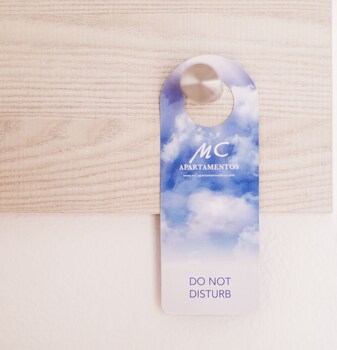 MC
APARTAMENTOS
DO NOT
DISTURB